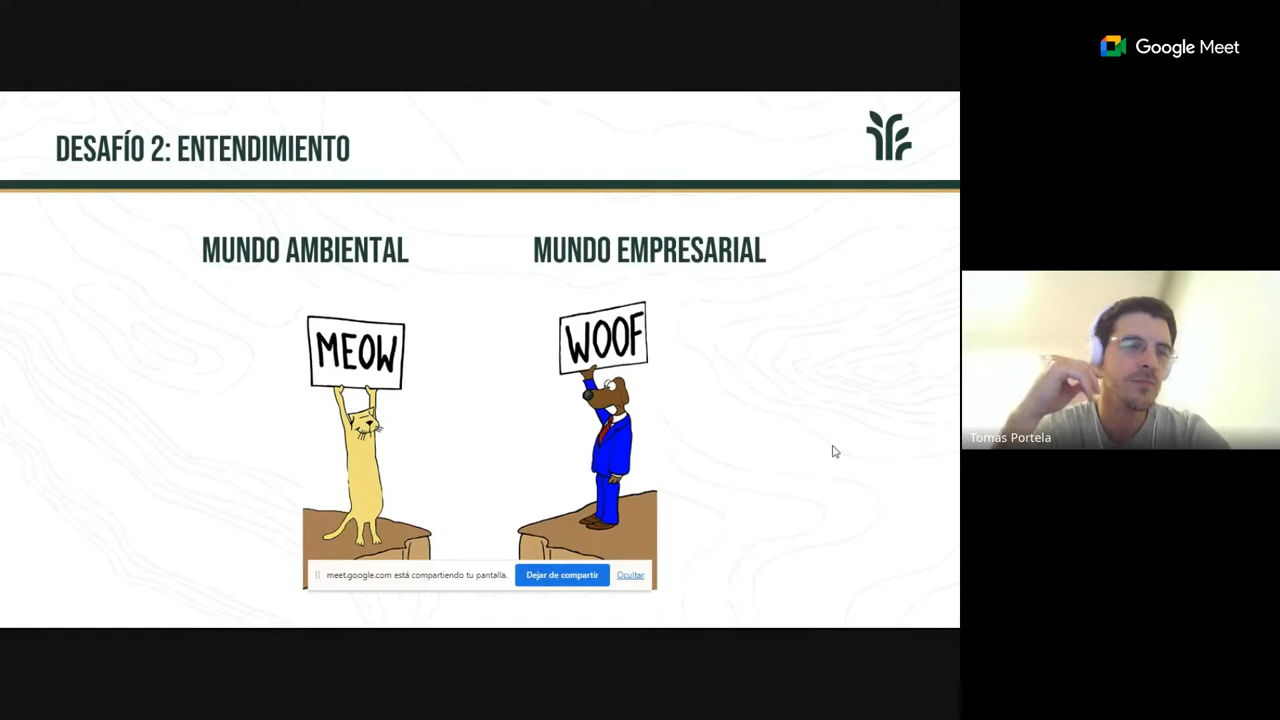 Google Meet
DESAFÍO 2: ENTENDIMIENTO
MUNDO AMBIENTAL
MUNDO EMPRESARIAL
MEOW
WOOF
Tomas Portela
meet.google.com está compartiendo tu pantalla.
Dejar de compartir
Ocultar